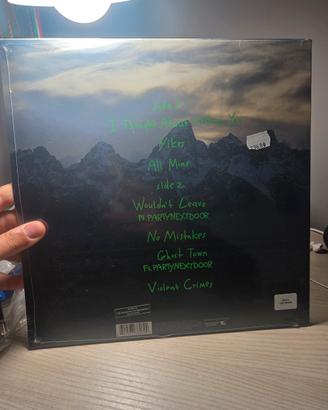 side 1
I Thought About Killing You
Yikes
All Mine
side 2
Wouldn't Leave
Ft. PARTYNEXTDOOR
No Mistakes
Ghost Town
Ft. PARTYNEXTDOOR
Violent Crimes